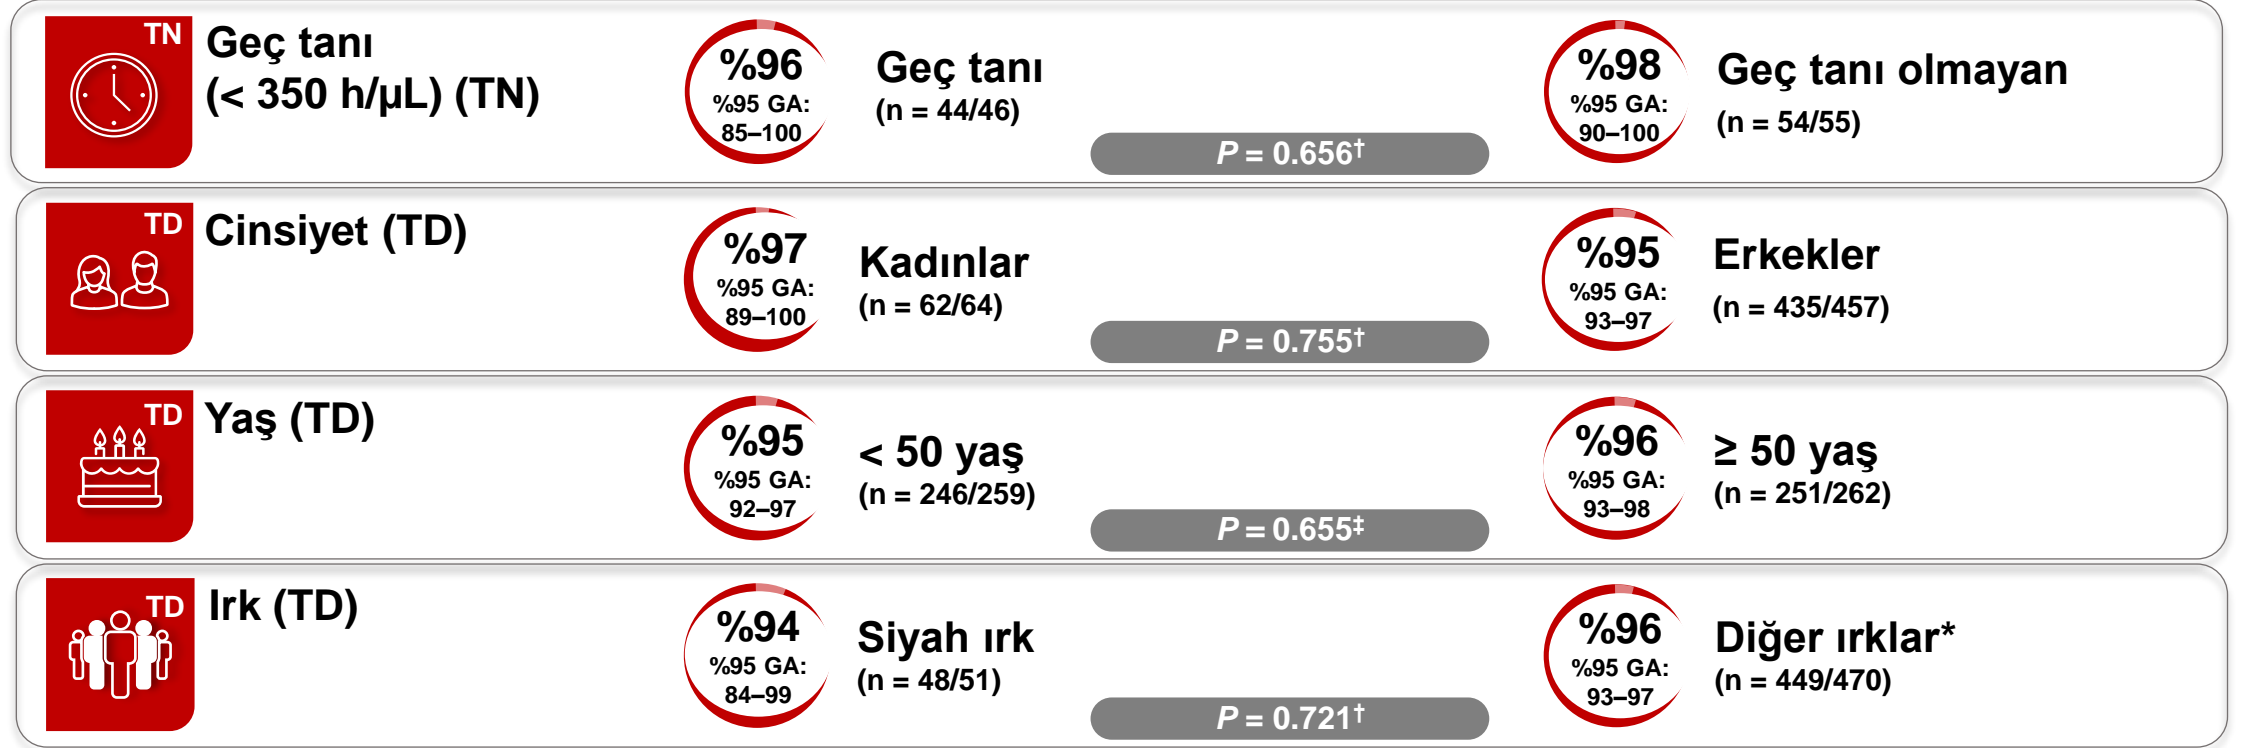 TN
Geç tanı
(< 350 h/µL) (TN)
%96
%95 GA:
85–100
Geç tanı
(n = 44/46)
P = 0.656†
%98
%95 GA:
90–100
Geç tanı olmayan
(n = 54/55)
TD
Cinsiyet (TD)
%97
%95 GA:
89–100
Kadınlar
(n = 62/64)
P = 0.755†
%95
%95 GA:
93–97
Erkekler
(n = 435/457)
TD
Yaş (TD)
%95
%95 GA:
92–97
< 50 yaş
(n = 246/259)
P = 0.655‡
%96
%95 GA:
93–98
≥ 50 yaş
(n = 251/262)
TD
Irk (TD)
%94
%95 GA:
84–99
Siyah ırk
(n = 48/51)
P = 0.721†
%96
%95 GA:
93–97
Diğer ırklar*
(n = 449/470)